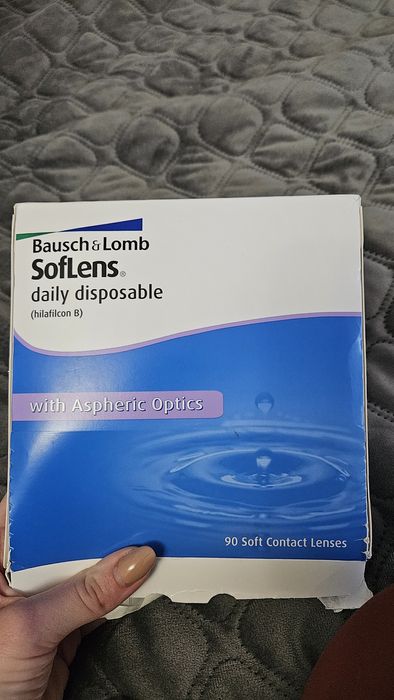 Bausch & Lomb
SofLens®
daily disposable
(hilafilcon B)
with Aspheric Optics
90 Soft Contact Lenses